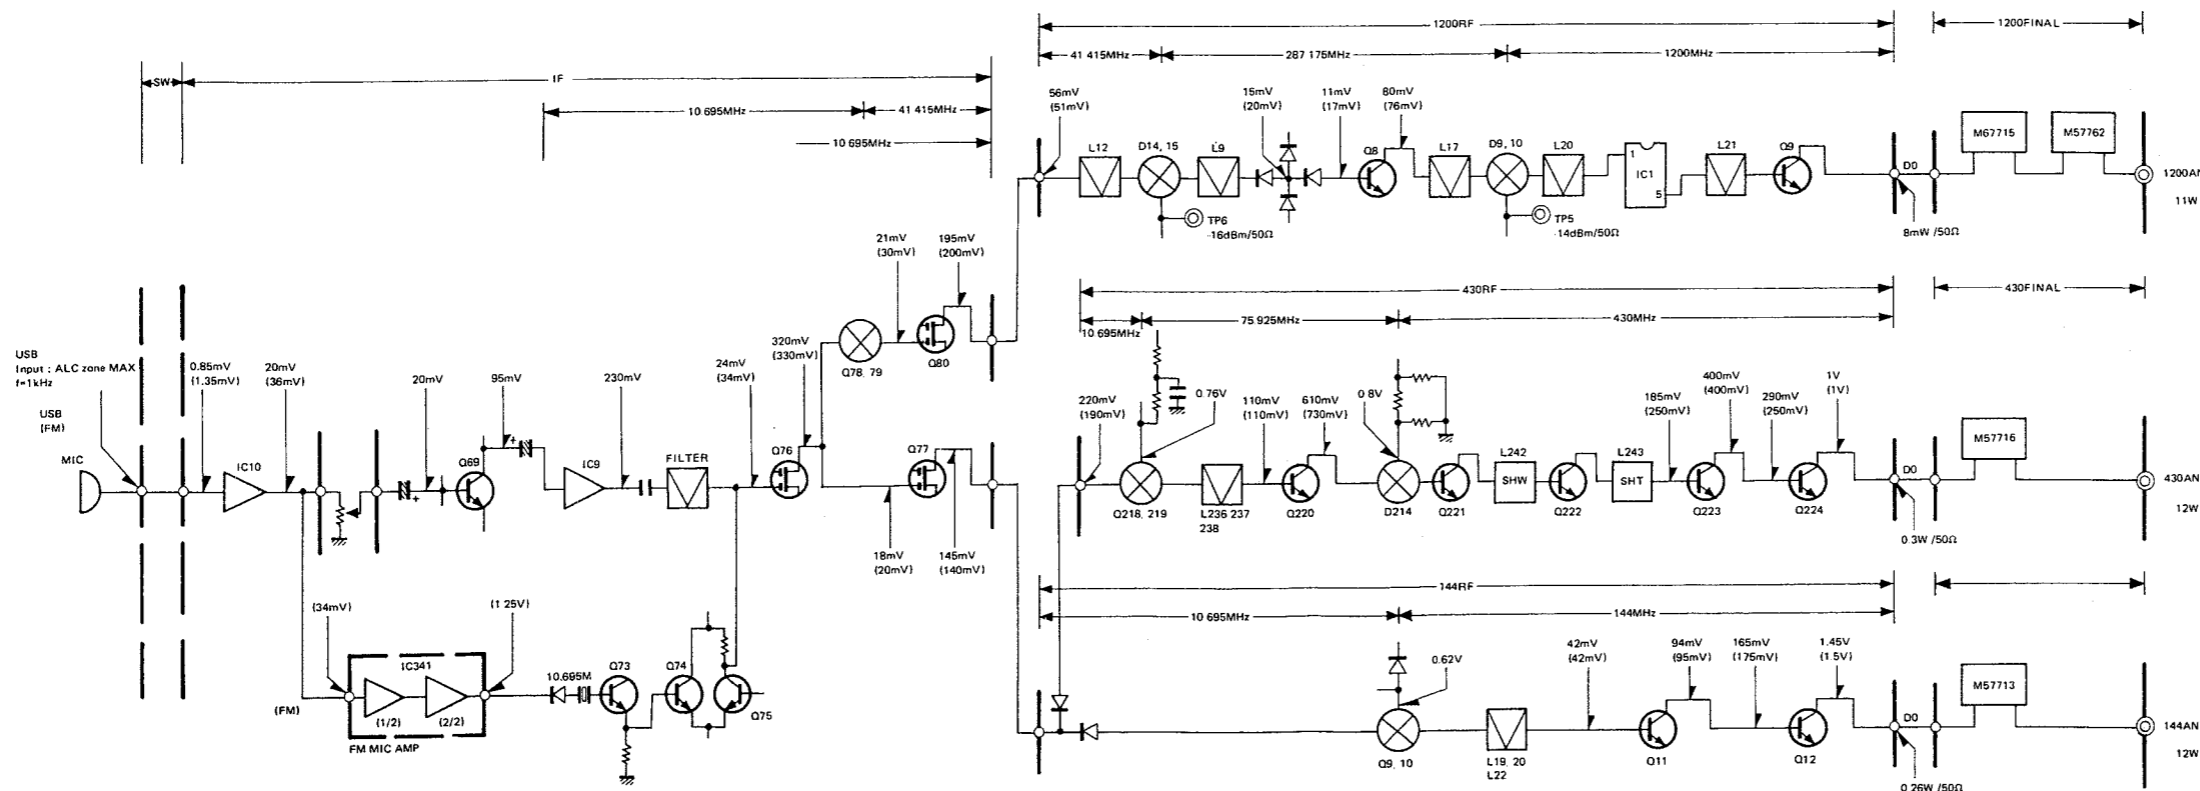 1200RF
1200FINAL
41 415MHz
287 175MHz
1200MHz
SW
IF
10 695MHz
41 415MHz
10 695MHz
56mV
(51mV)
15mV
(20mV)
11mV
(17mV)
80mV
(76mV)
L12
D14, 15
L9
Q8
L17
D9, 10
L20
1
IC1
5
L21
Q9
D0
M67715
M57762
1200AN
11W
TP6
-16dBm/50Ω
TP5
14dBm/50Ω
8mW /50Ω
21mV
(30mV)
195mV
(200mV)
Q78, 79
Q80
430RF
430FINAL
10 695MHz
75 925MHz
430MHz
USB
Input : ALC zone MAX
f=1kHz
USB
(FM)
MIC
0.85mV
(1.35mV)
20mV
(36mV)
IC10
20mV
95mV
+
+
Q69
230mV
IC9
FILTER
24mV
(34mV)
320mV
(330mV)
Q76
Q77
18mV
(20mV)
145mV
(140mV)
220mV
(190mV)
0.76V
110mV
(110mV)
610mV
(730mV)
0 8V
185mV
(250mV)
400mV
(400mV)
290mV
(250mV)
1V
(1V)
Q218, 219
L236 237
238
Q220
D214
Q221
L242
SHW
Q222
L243
SHT
Q223
Q224
D0
M57716
430AN
12W
0 3W /50Ω
144RF
10 695MHz
144MHz
(34mV)
(1 25V)
IC341
(1/2)
(2/2)
(FM)
FM MIC AMP
10.695M
Q73
Q74
Q75
0.62V
42mV
(42mV)
94mV
(95mV)
165mV
(175mV)
1.45V
(1.5V)
Q9, 10
L19, 20
L22
Q11
Q12
D0
M57713
144AN
12W
0 26W /50Ω